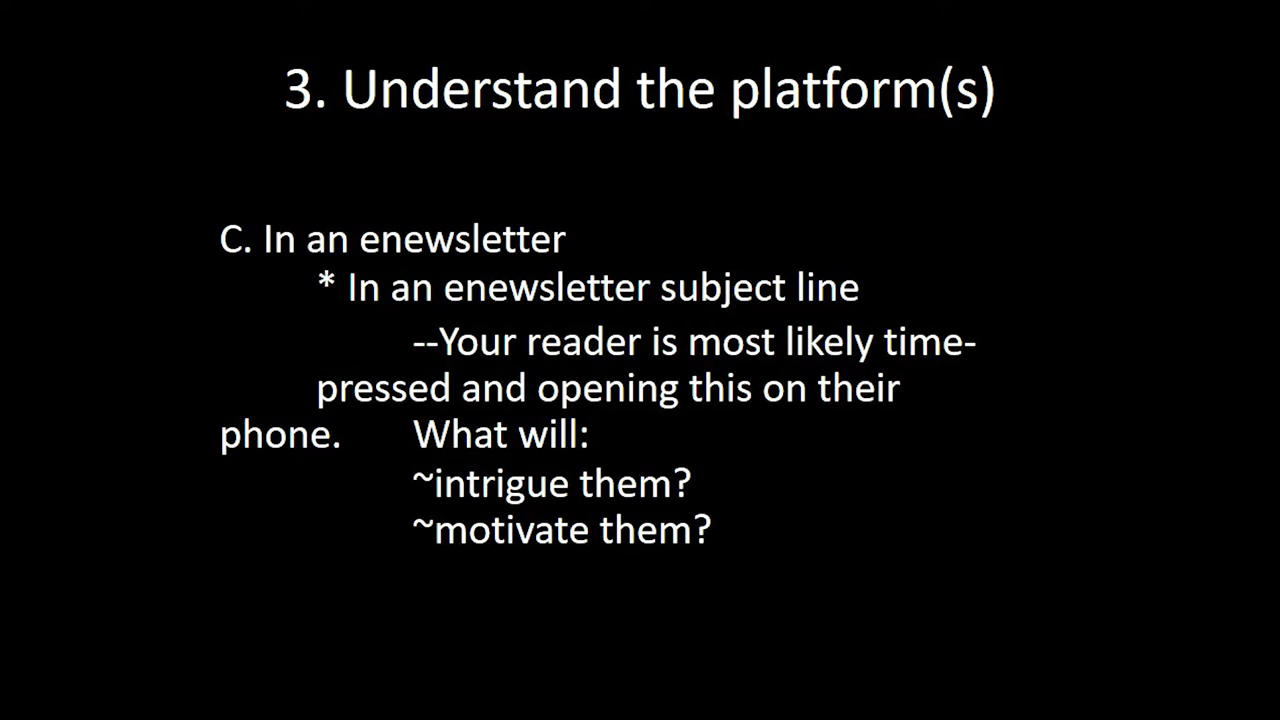 3. Understand the platform(s)
C. In an enewsletter
* In an enewsletter subject line
--Your reader is most likely time-
pressed and opening this on their
phone. What will:
~intrigue them?
~motivate them?